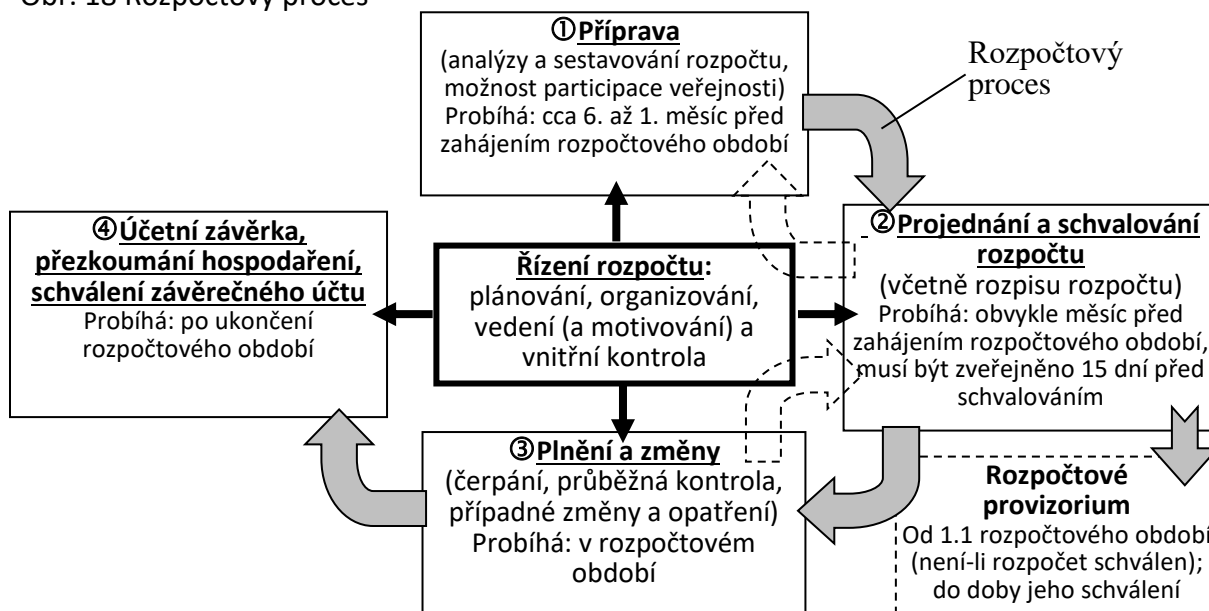 Obr. 18 Rozpočtový proces
①Příprava
(analýzy a sestavování rozpočtu,
možnost participace veřejnosti)
Probíhá: cca 6. až 1. měsíc před
zahájením rozpočtového období
Rozpočtový
proces
②Projednání a schvalování
rozpočtu
(včetně rozpisu rozpočtu)
Probíhá: obvykle měsíc před
zahájením rozpočtového období,
musí být zveřejněno 15 dní před
schvalováním
④Účetní závěrka,
přezkoumání hospodaření,
schválení závěrečného účtu
Probíhá: po ukončení
rozpočtového období
Řízení rozpočtu:
plánování, organizování,
vedení (a motivování) a
vnitřní kontrola
③Plnění a změny
(čerpání, průběžná kontrola,
případné změny a opatření)
Probíhá: v rozpočtovém
období
Rozpočtové
provizorium
Od 1.1 rozpočtového období
(není-li rozpočet schválen);
do doby jeho schválení